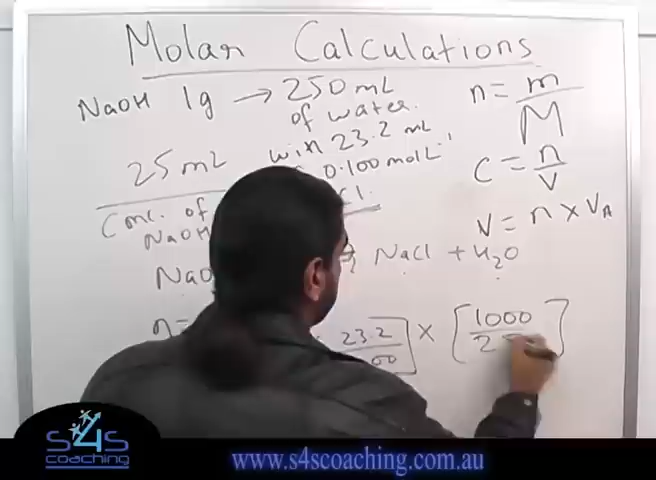 Molar Calculations
NaOH 1g → 250 mL
of water.
n = m/M
25 mL
with 23.2 mL
0.100 mol L⁻¹
c = n/V
Conc. of
NaOH
V = n × VA
NaCl + H₂O
n =
23.2
× [1000
S4S
coaching
www.s4scoaching.com.au